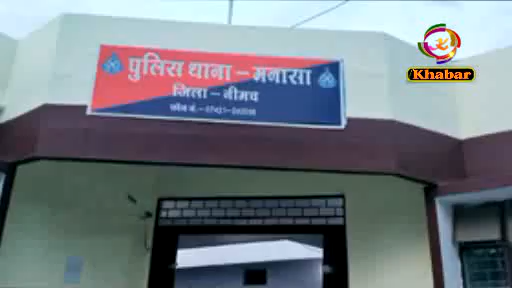 पुलिस थाना - मनासा
जिला - नीमच
फोन नं.-
Khabar